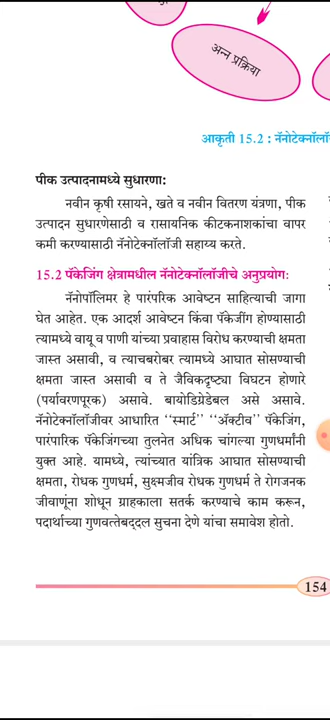 अन्न प्रक्रिया
आकृती 15.2 : नॅनोटेक्नॉलॉ
पीक उत्पादनामध्ये सुधारणा:
नवीन कृषी रसायने, खते व नवीन वितरण यंत्रणा, पीक
उत्पादन सुधारणेसाठी व रासायनिक कीटकनाशकांचा वापर
कमी करण्यासाठी नॅनोटेक्नॉलॉजी सहाय्य करते.
15.2 पॅकेजिंग क्षेत्रामधील नॅनोटेक्नॉलॉजीचे अनुप्रयोग:
नॅनोपॉलिमर हे पारंपरिक आवेष्टन साहित्याची जागा
घेत आहेत. एक आदर्श आवेष्टन किंवा पॅकेजींग होण्यासाठी
त्यामध्ये वायू व पाणी यांच्या प्रवाहास विरोध करण्याची क्षमता
जास्त असावी, व त्याचबरोबर त्यामध्ये आघात सोसण्याची
क्षमता जास्त असावी व ते जैविकदृष्ट्या विघटन होणारे
(पर्यावरणपूरक) असावे. बायोडिग्रेडेबल असे असावे.
नॅनोटेक्नॉलॉजीवर आधारित "स्मार्ट" "ॲक्टीव" पॅकेजिंग,
पारंपारिक पॅकेजिंगच्या तुलनेत अधिक चांगल्या गुणधर्मांनी
युक्त आहे. यामध्ये, त्यांच्यात यांत्रिक आघात सोसण्याची
क्षमता, रोधक गुणधर्म, सुक्ष्मजीव रोधक गुणधर्म ते रोगजनक
जीवाणूंना शोधून ग्राहकाला सतर्क करण्याचे काम करून,
पदार्थाच्या गुणवत्तेबद्दल सुचना देणे यांचा समावेश होतो.
154